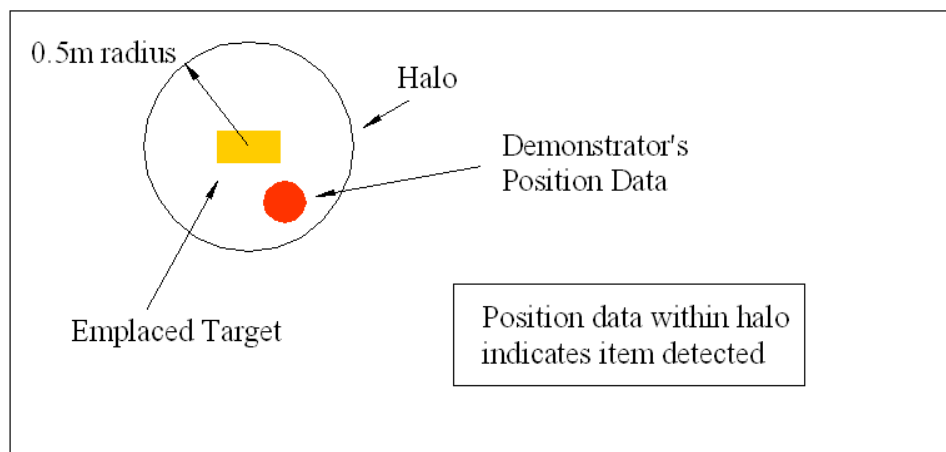 0.5m radius
Halo
Demonstrator's
Position Data
Emplaced Target
Position data within halo
indicates item detected